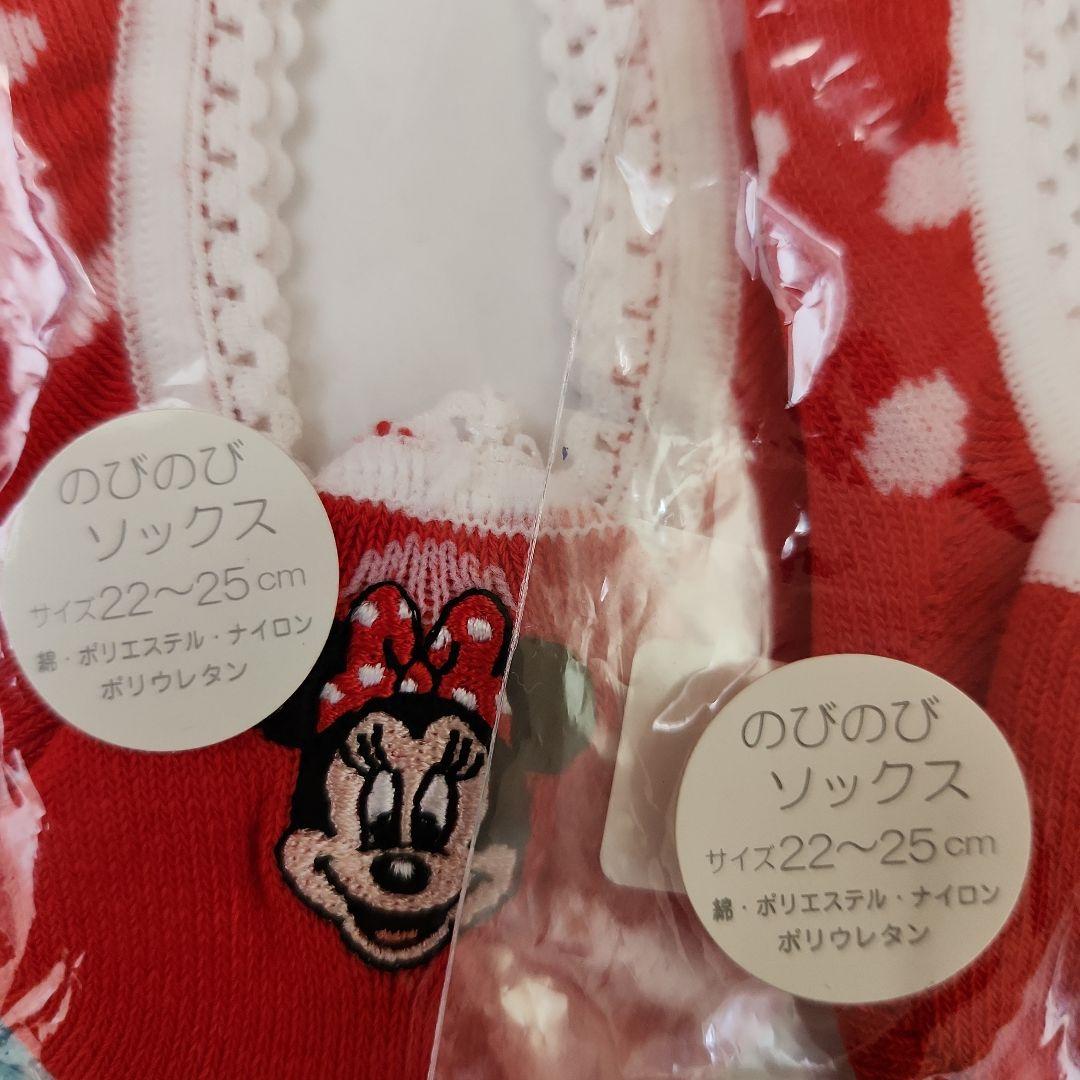 のびのび
ソックス
サイズ22～25cm
綿・ポリエステル・ナイロン
ポリウレタン
のびのび
ソックス
サイズ22～25cm
綿・ポリエステル・ナイロン
ポリウレタン